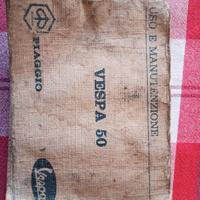 USO E MANUTENZIONE
VESPA 50
PIAGGIO
Vespa